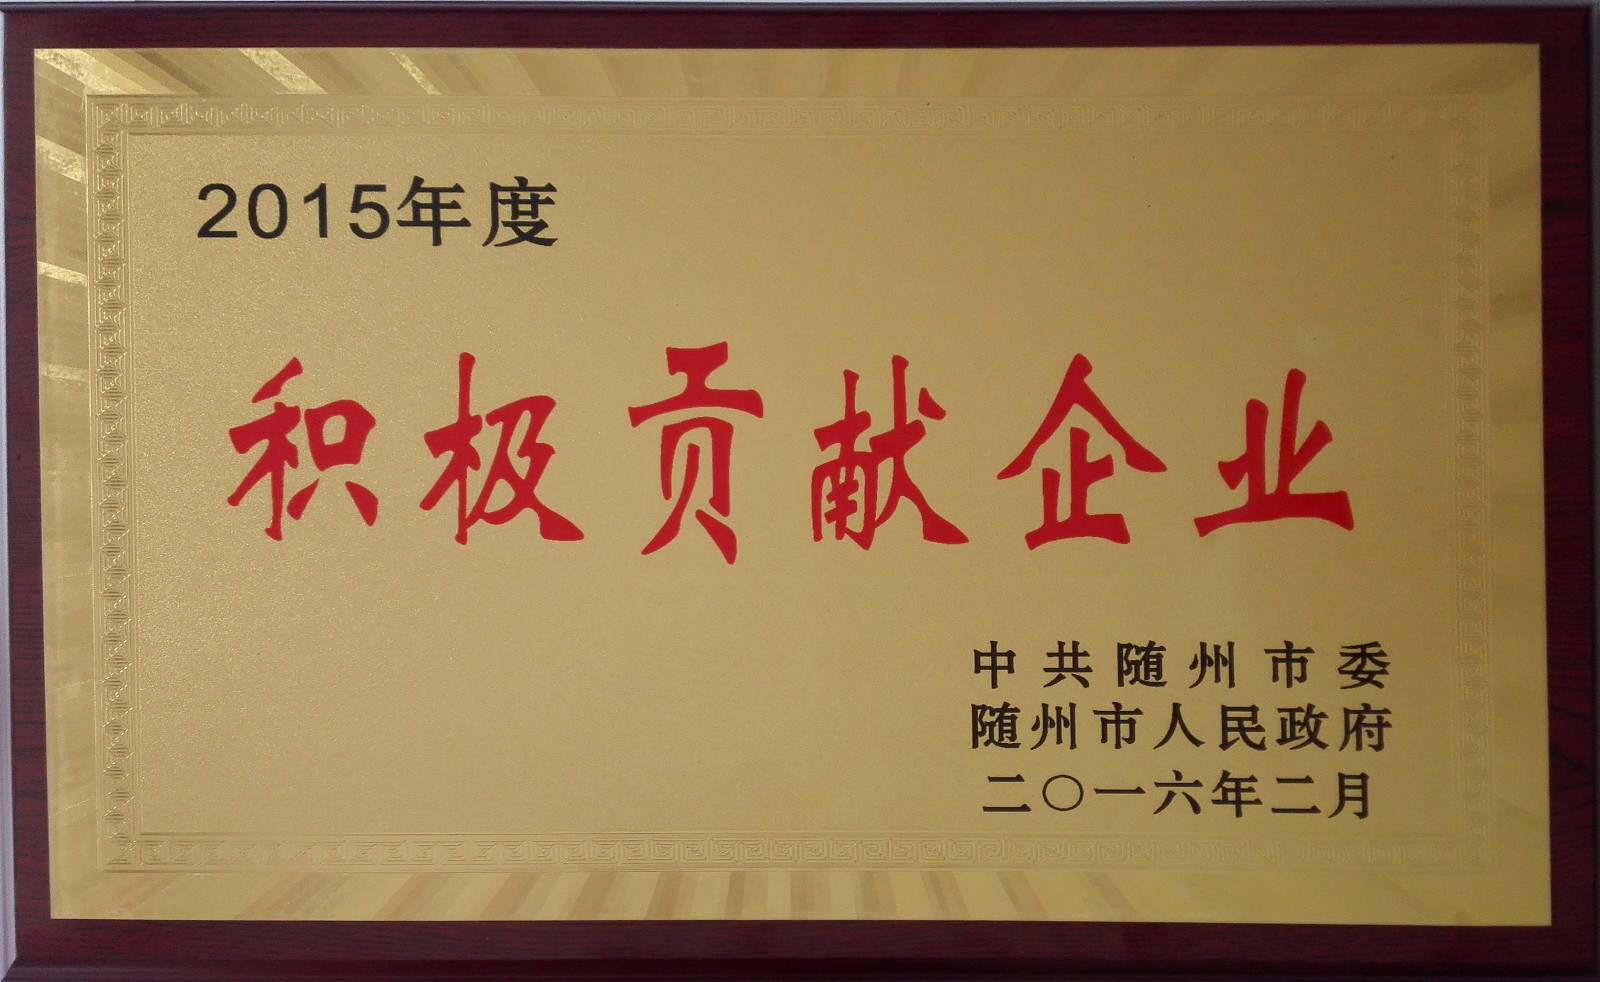 2015年度
积极贡献企业
中共随州市委
随州市人民政府
二〇一六年二月